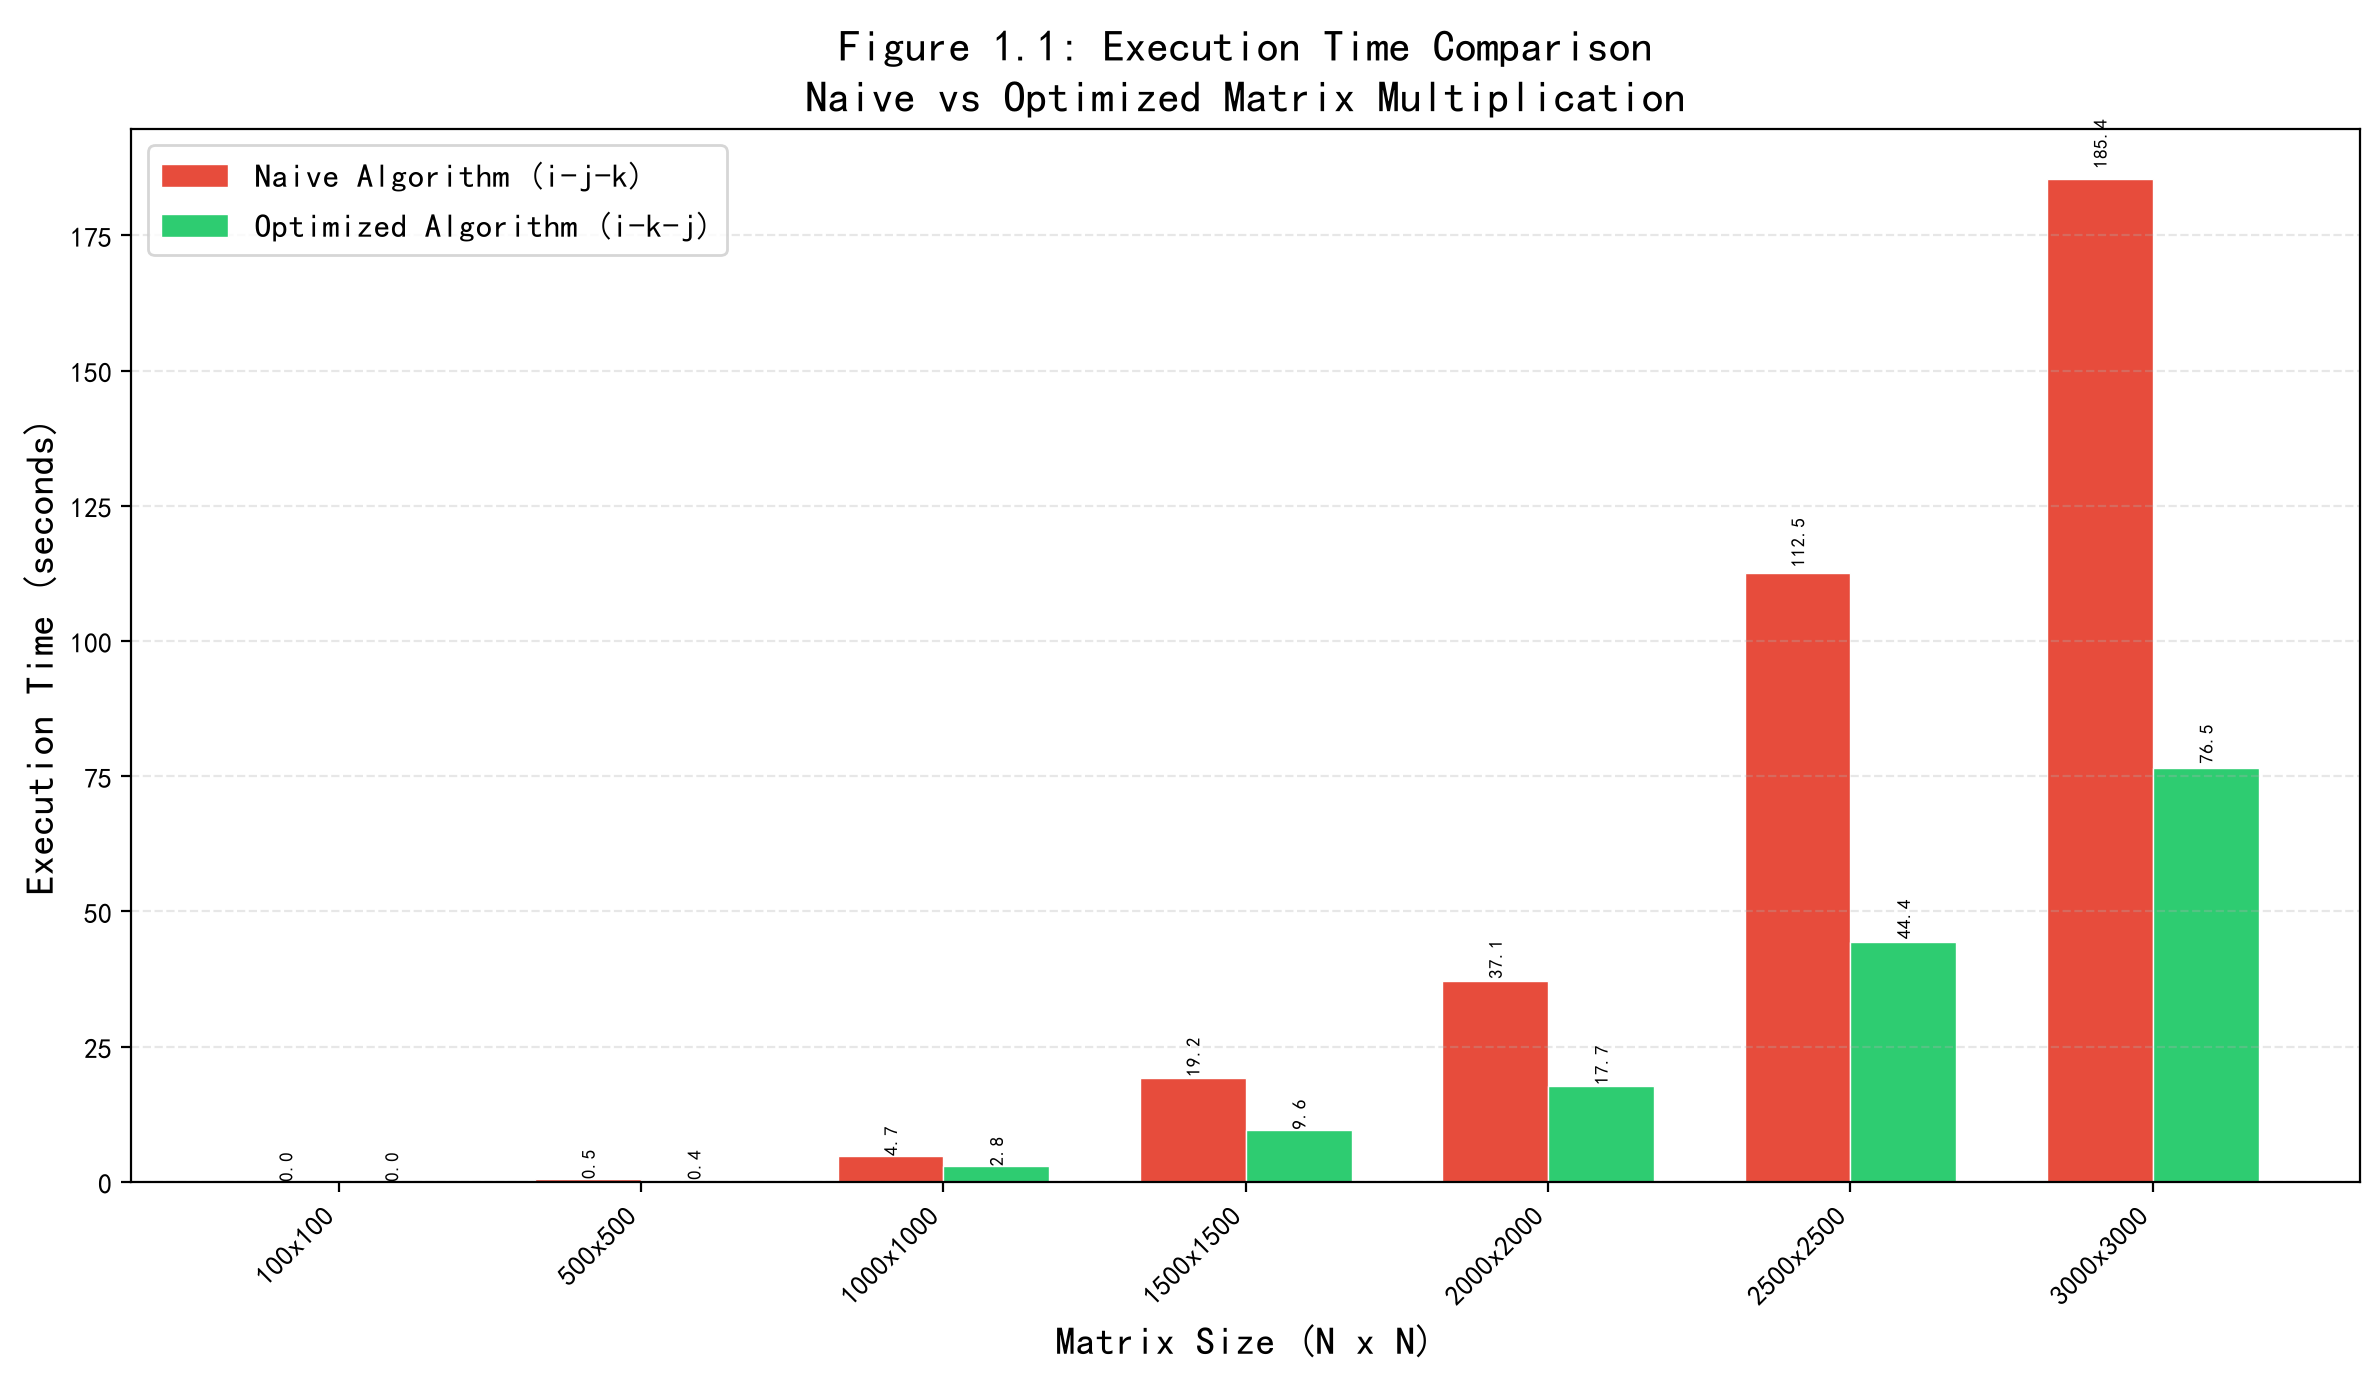 Figure 1.1: Execution Time Comparison
Naive vs Optimized Matrix Multiplication
Naive Algorithm (i-j-k)
Optimized Algorithm (i-k-j)
Execution Time (seconds)
175
150
125
100
75
50
25
0
0.0
0.0
0.5
0.4
4.7
2.8
19.2
9.6
37.1
17.7
112.5
44.4
185.4
76.5
100x100
500x500
1000x1000
1500x1500
2000x2000
2500x2500
3000x3000
Matrix Size (N x N)